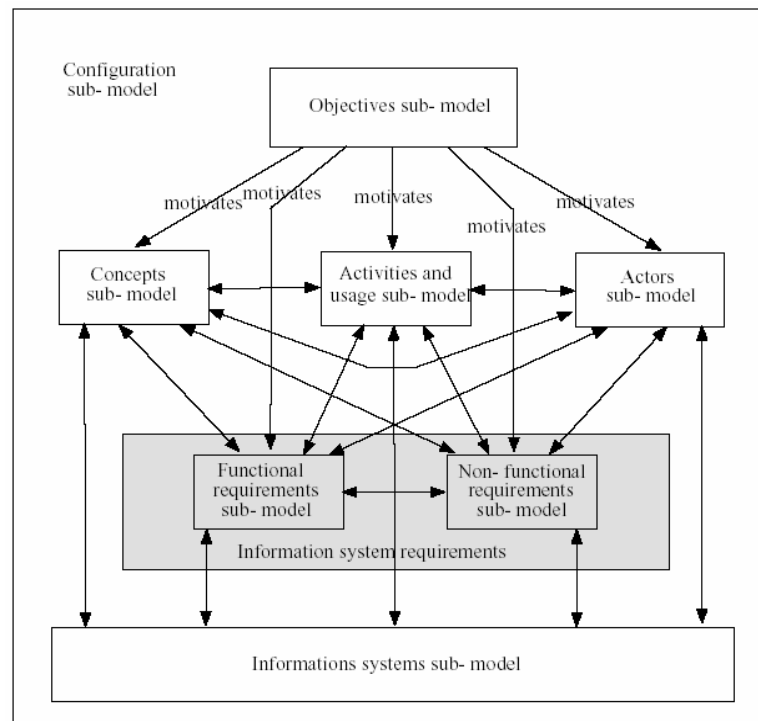 Configuration
sub- model
Objectives sub- model
motivates
motivates
motivates
motivates
motivates
Concepts
sub- model
Activities and
usage sub- model
Actors
sub- model
Functional
requirements
sub- model
Non- functional
requirements
sub- model
Information system requirements
Informations systems sub- model